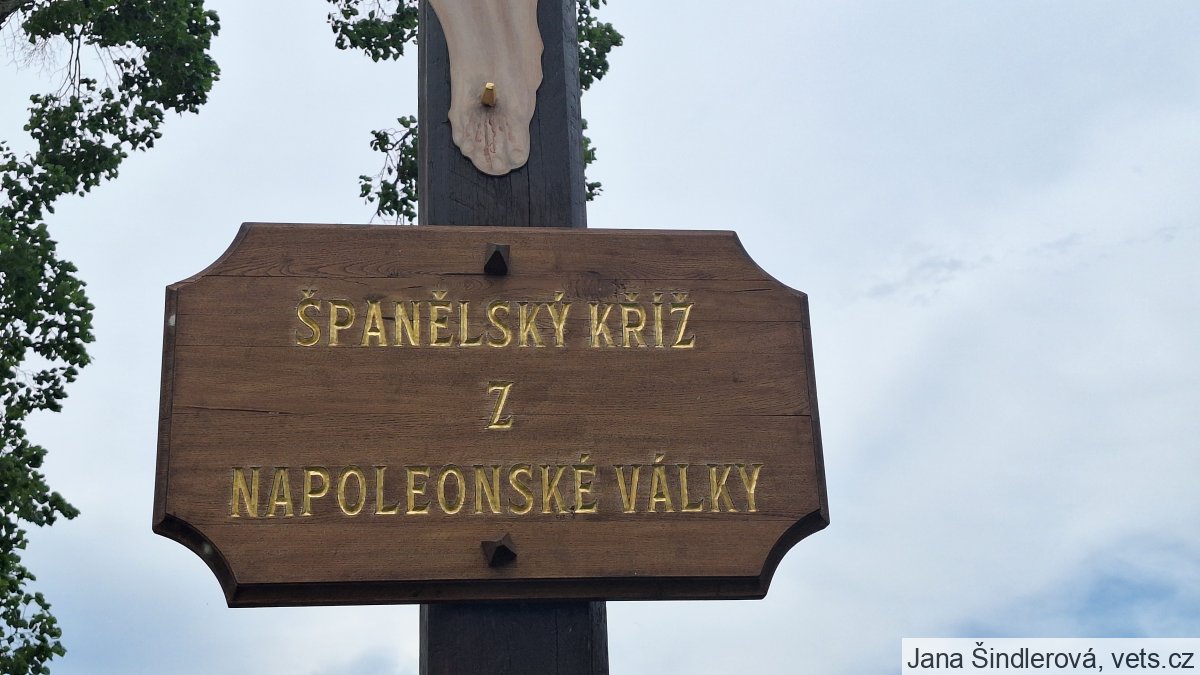 ŠPANĚLSKÝ KŘÍŽ
Z
NAPOLEONSKÉ VÁLKY
Jana Šindlerová, vets.cz